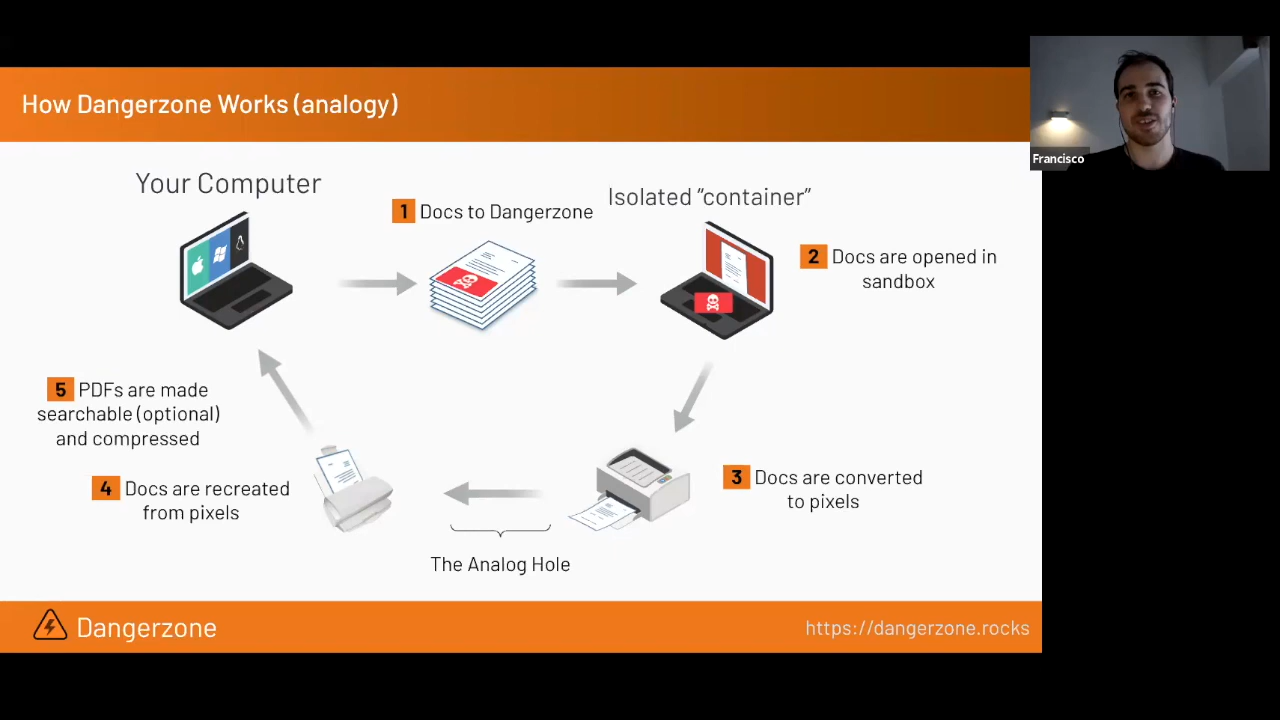 How Dangerzone Works (analogy)
Francisco
Your Computer
1 Docs to Dangerzone
Isolated "container"
2 Docs are opened in
sandbox
5 PDFs are made
searchable (optional)
and compressed
4 Docs are recreated
from pixels
3 Docs are converted
to pixels
The Analog Hole
Dangerzone
https://dangerzone.rocks